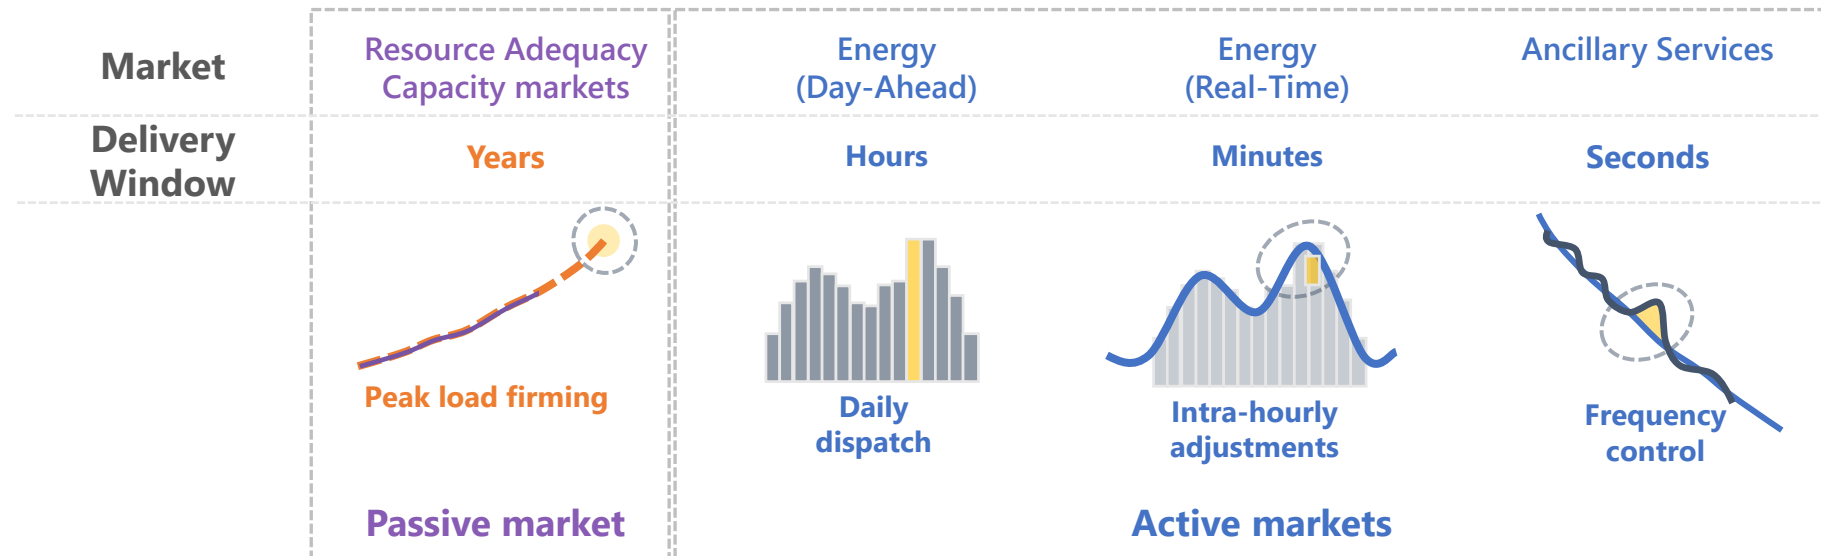 Market
Resource Adequacy
Capacity markets
Energy
(Day-Ahead)
Energy
(Real-Time)
Ancillary Services
Delivery
Window
Years
Hours
Minutes
Seconds
Peak load firming
Daily
dispatch
Intra-hourly
adjustments
Frequency
control
Passive market
Active markets